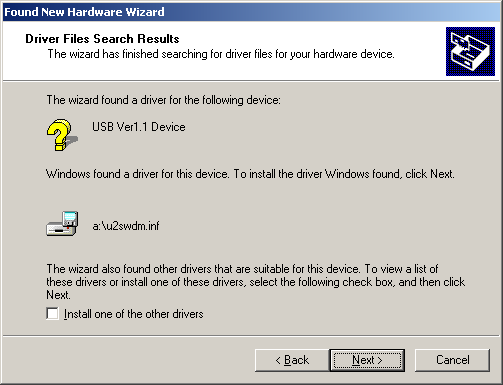 Found New Hardware Wizard
Driver Files Search Results
The wizard has finished searching for driver files for your hardware device.
The wizard found a driver for the following device:
USB Ver1.1 Device
Windows found a driver for this device. To install the driver Windows found, click Next.
a:\u2swdm.inf
The wizard also found other drivers that are suitable for this device. To view a list of
these drivers or install one of these drivers, select the following check box, and then click
Next.
Install one of the other drivers
< Back
Next >
Cancel